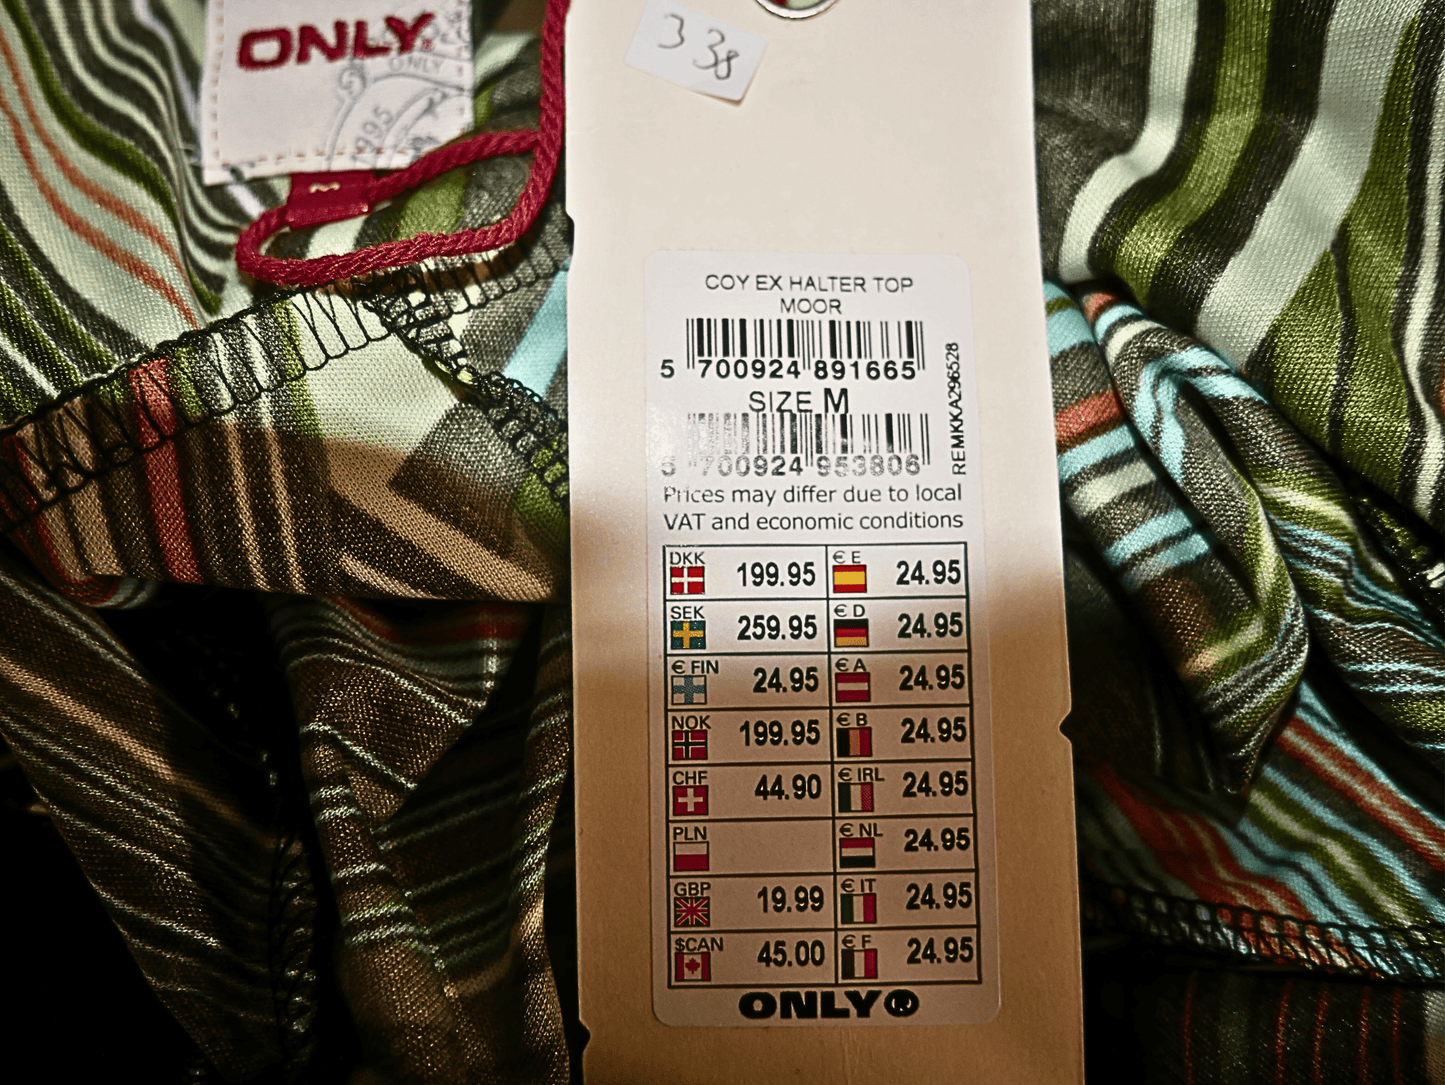 ONLY
ONLY
1995
M
338
COY EX HALTER TOP
MOOR
5 700924 891665
SIZE M
5 700924 953806
REMKKA296528
Prices may differ due to local
VAT and economic conditions
DKK 199.95 € E 24.95
SEK 259.95 € D 24.95
€ FIN 24.95 € A 24.95
NOK 199.95 € B 24.95
CHF 44.90 € IRL 24.95
PLN € NL 24.95
GBP 19.99 € IT 24.95
$CAN 45.00 € F 24.95
ONLY®